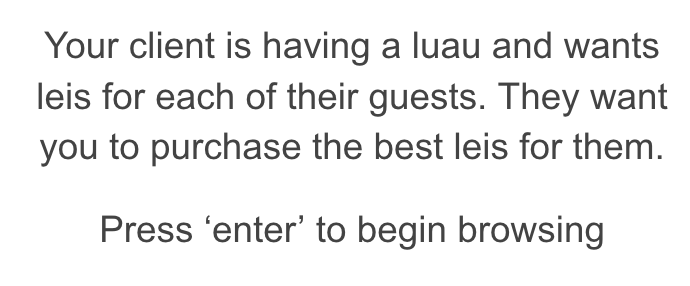 Your client is having a luau and wants
leis for each of their guests. They want
you to purchase the best leis for them.
Press ‘enter’ to begin browsing